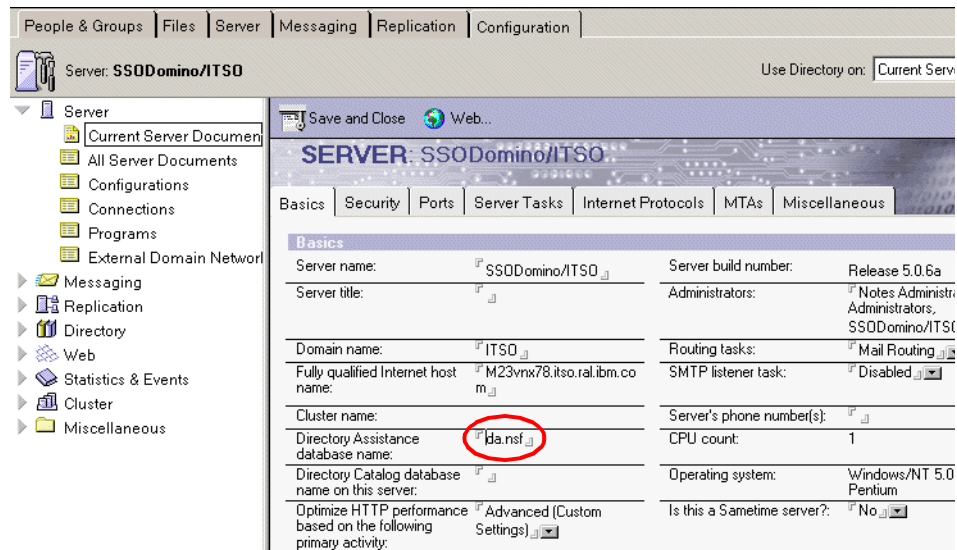 People & Groups Files Server Messaging Replication Configuration
Server: SSODomino/ITSO
Use Directory on: Current Serv
Server
Current Server Documen
All Server Documents
Configurations
Connections
Programs
External Domain Networ
Messaging
Replication
Directory
Web
Statistics & Events
Cluster
Miscellaneous
Save and Close Web...
SERVER: SSODomino/ITSO
Basics Security Ports Server Tasks Internet Protocols MTAs Miscellaneous
Basics
Server name: SSODomino/ITSO Server build number: Release 5.0.6a
Server title: Administrators: Notes Administra
Administrators,
SSODomino/ITSO
Domain name: ITSO Routing tasks: Mail Routing
Fully qualified Internet host M23vnx78.itso.ral.ibm.co SMTP listener task: Disabled
name: m
Cluster name: Server's phone number(s):
Directory Assistance da.nsf CPU count: 1
database name:
Directory Catalog database Operating system: Windows/NT 5.0
name on this server: Pentium
Optimize HTTP performance Advanced (Custom Is this a Sametime server?: No
based on the following Settings)
primary activity: